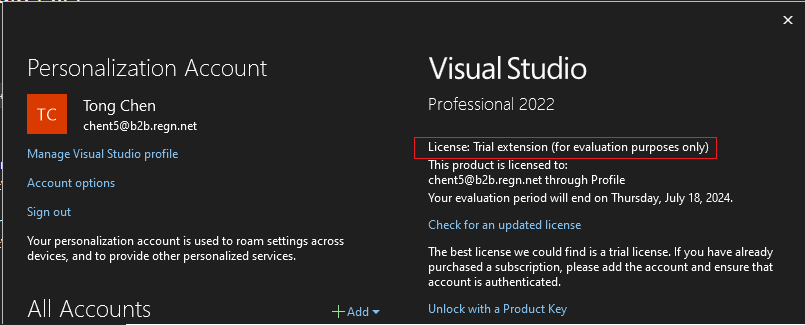 Personalization Account
TC
Tong Chen
chent5@b2b.regn.net
Manage Visual Studio profile
Account options
Sign out
Your personalization account is used to roam settings across
devices, and to provide other personalized services.
All Accounts
Add
Visual Studio
Professional 2022
License: Trial extension (for evaluation purposes only)
This product is licensed to:
chent5@b2b.regn.net through Profile
Your evaluation period will end on Thursday, July 18, 2024.
Check for an updated license
The best license we could find is a trial license. If you have already
purchased a subscription, please add the account and ensure that
account is authenticated.
Unlock with a Product Key